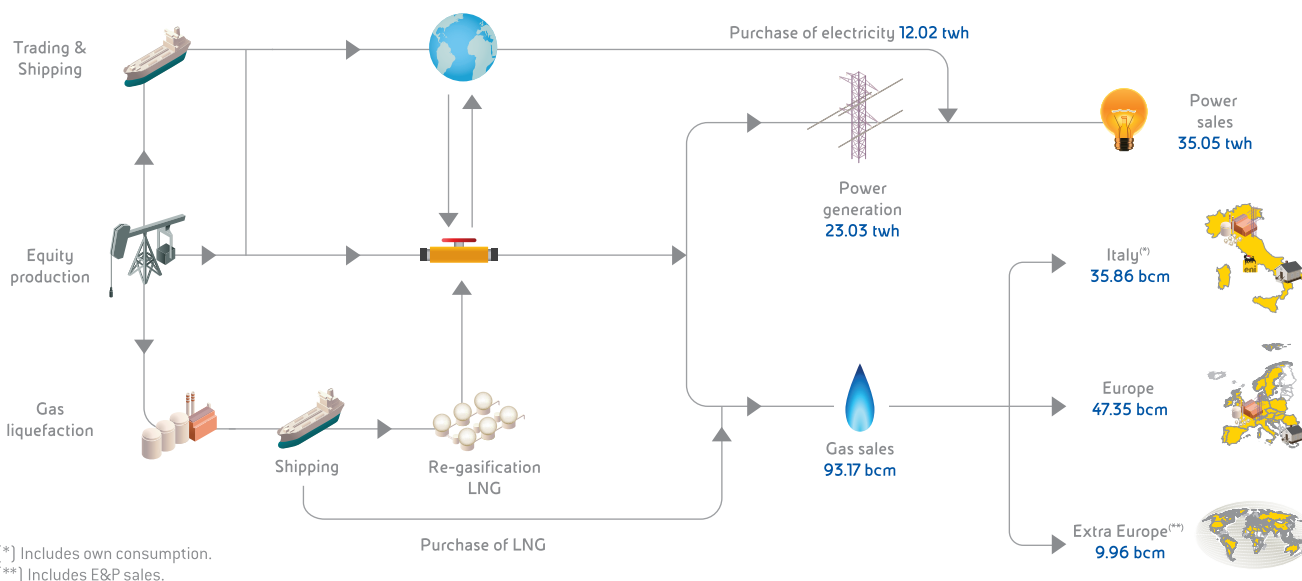 Trading &
Shipping
Purchase of electricity 12.02 twh
Power
sales
35.05 twh
Power
generation
23.03 twh
Equity
production
Italy(*)
35.86 bcm
eni
Europe
47.35 bcm
Gas
liquefaction
Shipping
Re-gasification
LNG
Gas sales
93.17 bcm
Purchase of LNG
Extra Europe(**)
9.96 bcm
(*) Includes own consumption.
(**) Includes E&P sales.